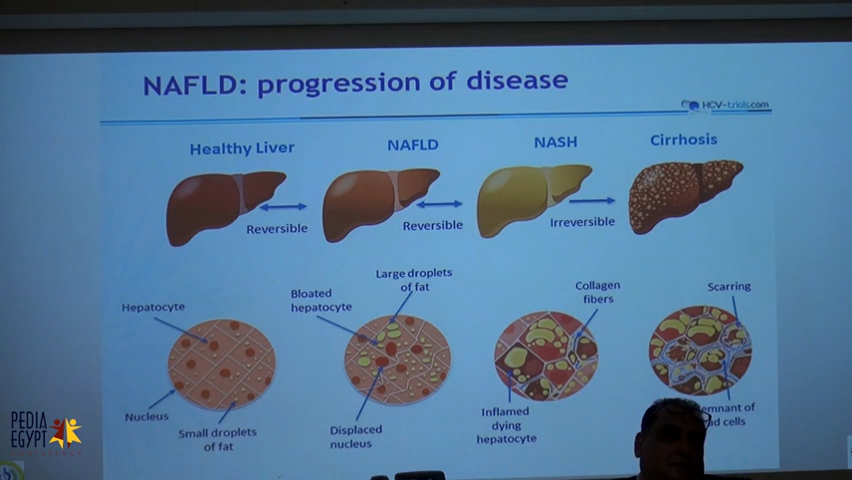 NAFLD: progression of disease
HCV-trials.com
Healthy Liver
NAFLD
NASH
Cirrhosis
Reversible
Reversible
Irreversible
Hepatocyte
Nucleus
Small droplets
of fat
Bloated
hepatocyte
Large droplets
of fat
Displaced
nucleus
Collagen
fibers
Inflamed
dying
hepatocyte
Scarring
of
cells
PEDIA
EGYPT
CONFERENCE